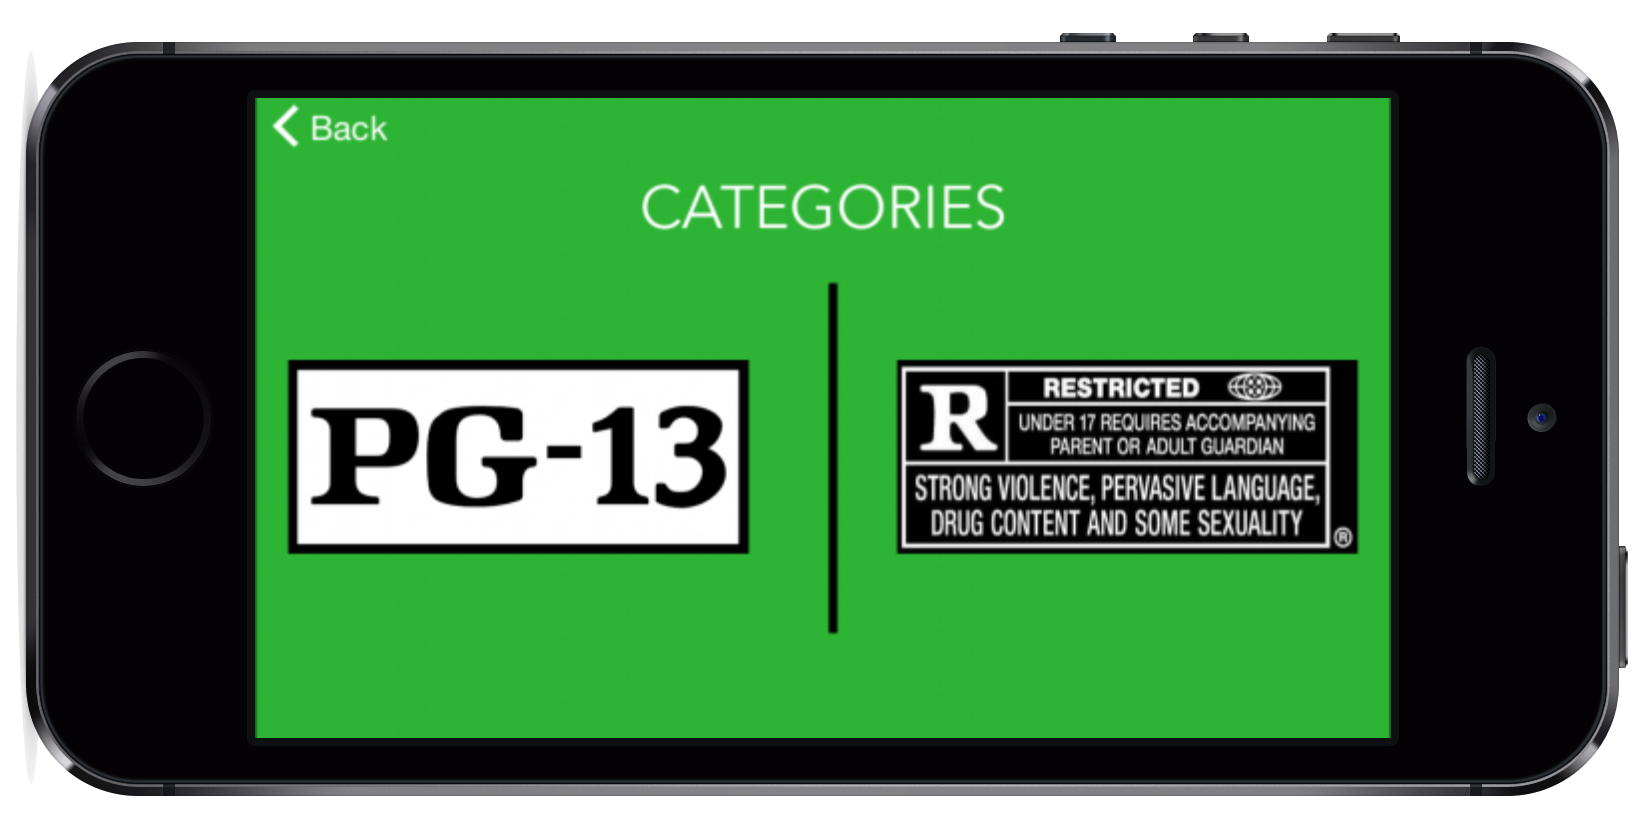 Back
CATEGORIES
PG-13
R
RESTRICTED
UNDER 17 REQUIRES ACCOMPANYING
PARENT OR ADULT GUARDIAN
STRONG VIOLENCE, PERVASIVE LANGUAGE,
DRUG CONTENT AND SOME SEXUALITY
®